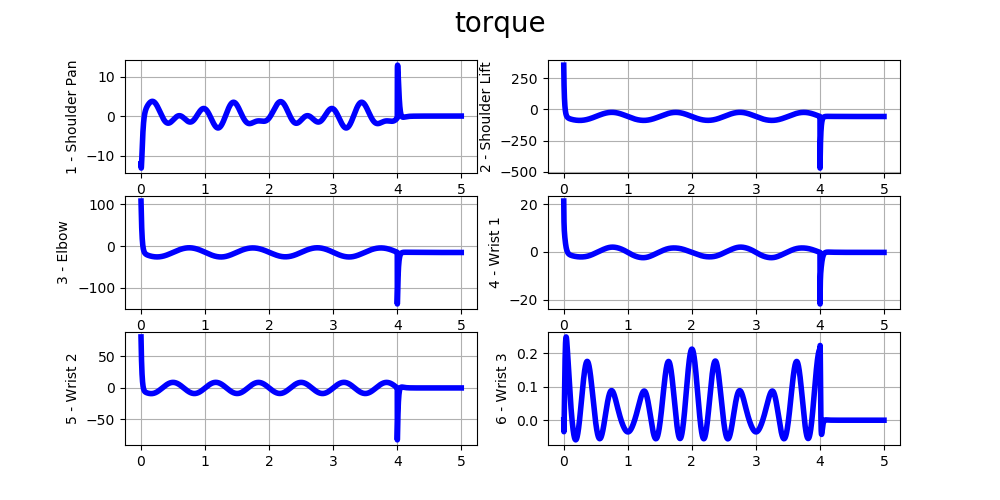 torque
1 - Shoulder Pan
10
0
−10
0 1 2 3 4 5
2 - Shoulder Lift
250
0
−250
−500
0 1 2 3 4 5
3 - Elbow
100
0
−100
0 1 2 3 4 5
4 - Wrist 1
20
0
−20
0 1 2 3 4 5
5 - Wrist 2
50
0
−50
0 1 2 3 4 5
6 - Wrist 3
0.2
0.1
0.0
0 1 2 3 4 5